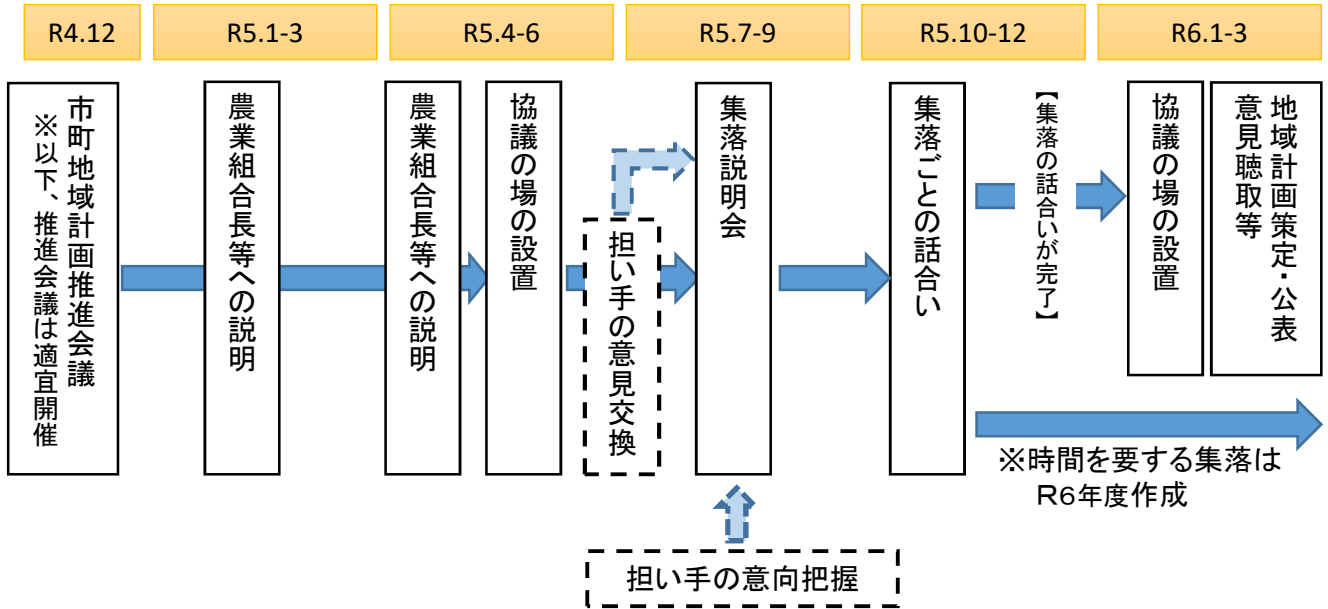 R4.12
R5.1-3
R5.4-6
R5.7-9
R5.10-12
R6.1-3
市町地域計画推進会議
※以下、推進会議は適宜開催
農業組合長等への説明
農業組合長等への説明
協議の場の設置
担い手の意見交換
集落説明会
集落ごとの話合い
【集落の話合いが完了】
協議の場の設置
地域計画策定・公表
意見聴取等
※時間を要する集落は
R6年度作成
担い手の意向把握